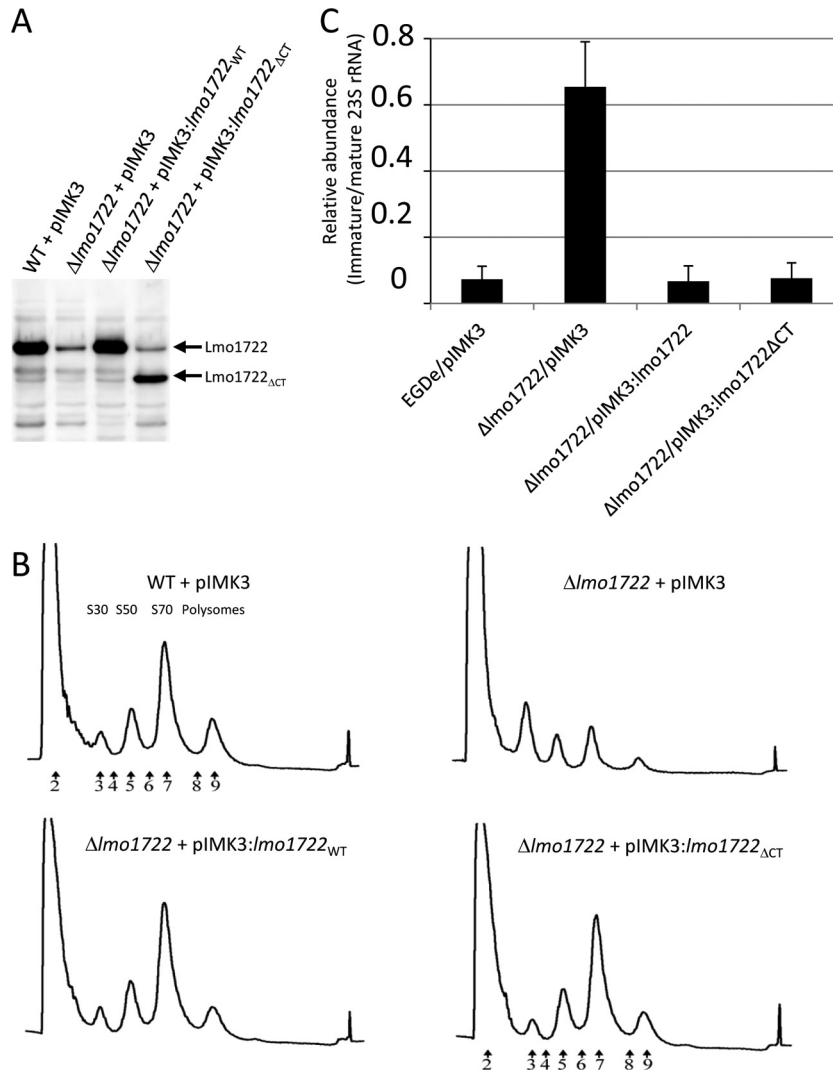 A
WT + pIMK3
Δlmo1722 + pIMK3
Δlmo1722 + pIMK3:lmo1722WT
Δlmo1722 + pIMK3:lmo1722ΔCT
Lmo1722
Lmo1722ΔCT
C
Relative abundance
(Immature/mature 23S rRNA)
0.8
0.6
0.4
0.2
0
EGDe/pIMK3
Δlmo1722/pIMK3
Δlmo1722/pIMK3:lmo1722
Δlmo1722/pIMK3:lmo1722ΔCT
B
WT + pIMK3
S30 S50 S70 Polysomes
2 3 4 5 6 7 8 9
Δlmo1722 + pIMK3
Δlmo1722 + pIMK3:lmo1722WT
Δlmo1722 + pIMK3:lmo1722ΔCT
2 3 4 5 6 7 8 9